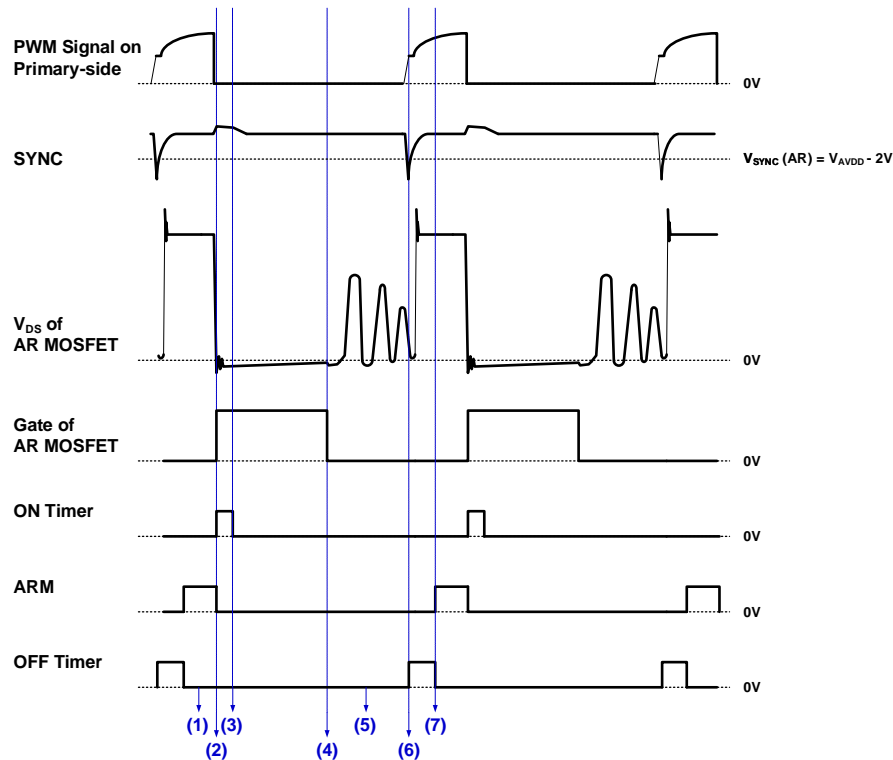 PWM Signal on
Primary-side
0V
SYNC
VSYNC (AR) = VAVDD - 2V
VDS of
AR MOSFET
0V
Gate of
AR MOSFET
0V
ON Timer
0V
ARM
0V
OFF Timer
0V
(1) (3) (5) (7)
(2) (4) (6)